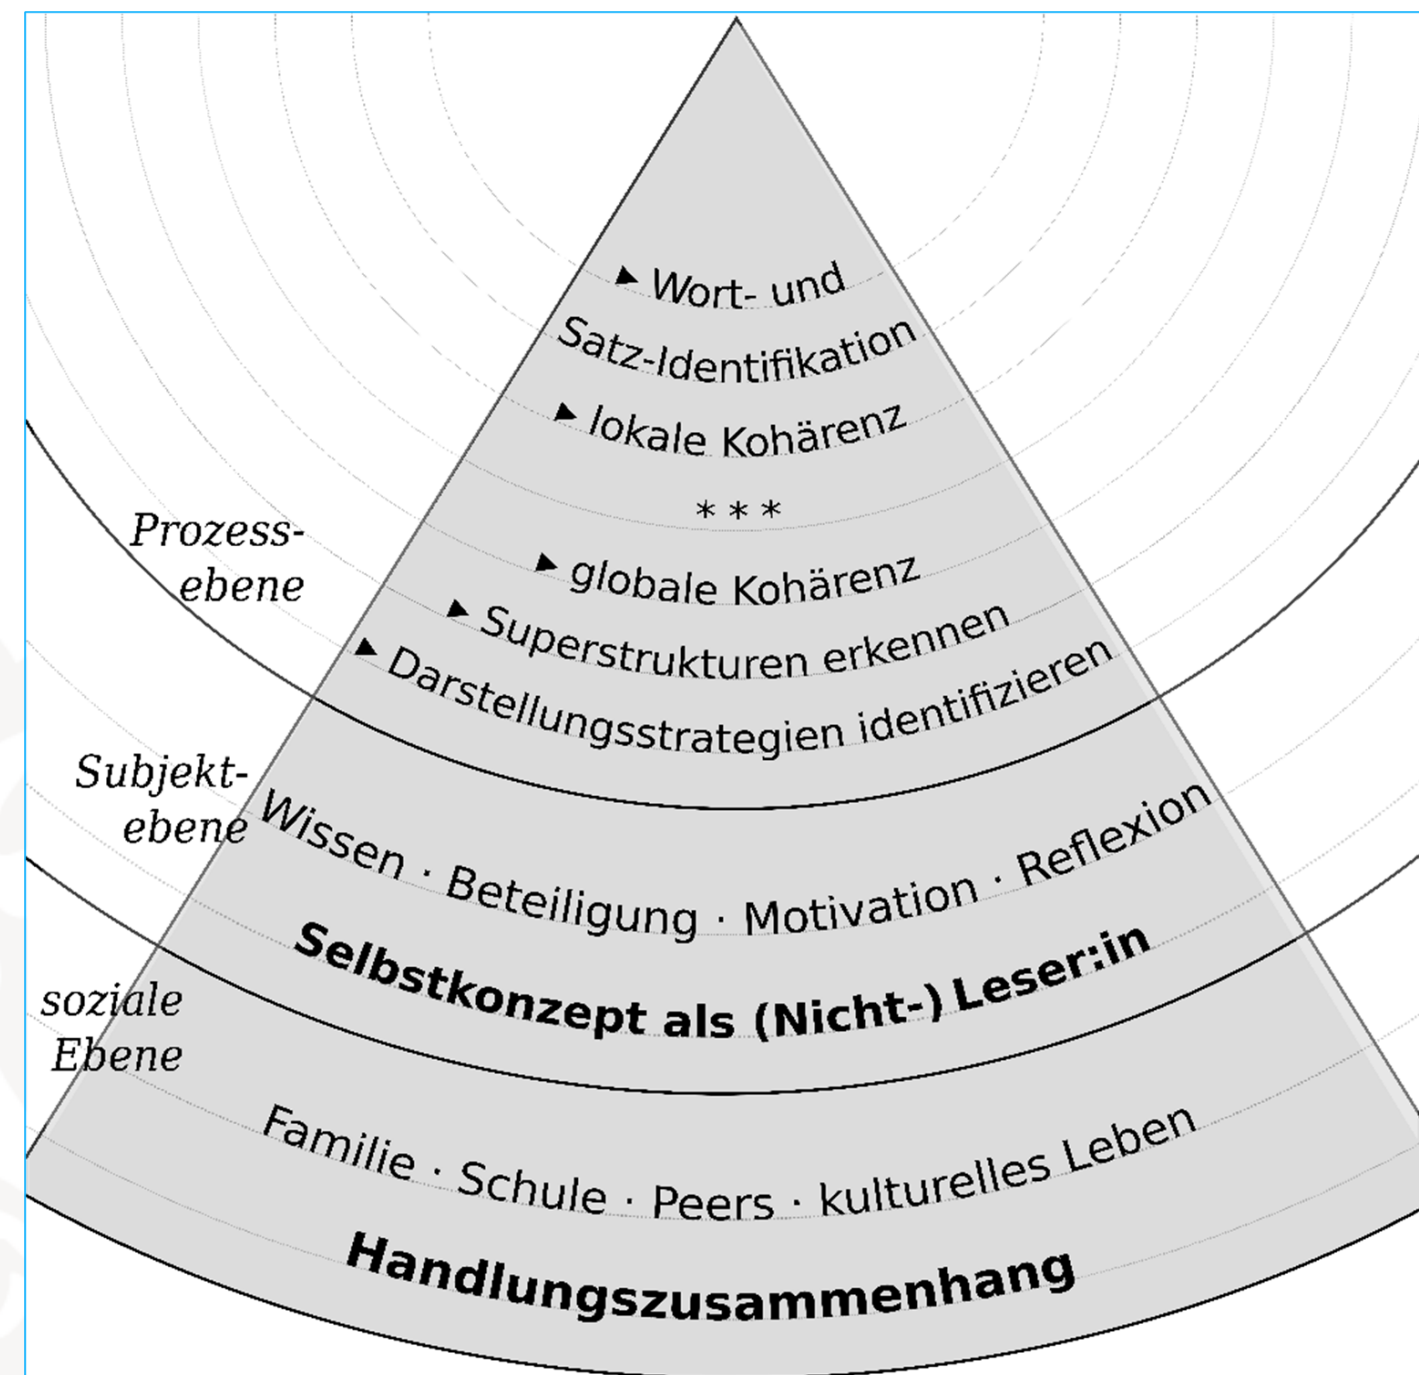 ▸ Wort- und
Satz-Identifikation
▸ lokale Kohärenz
* * *
Prozess-
ebene
▸ globale Kohärenz
▸ Superstrukturen erkennen
▸ Darstellungsstrategien identifizieren
Subjekt-
ebene
Wissen · Beteiligung · Motivation · Reflexion
Selbstkonzept als (Nicht-) Leser:in
soziale
Ebene
Familie · Schule · Peers · kulturelles Leben
Handlungszusammenhang